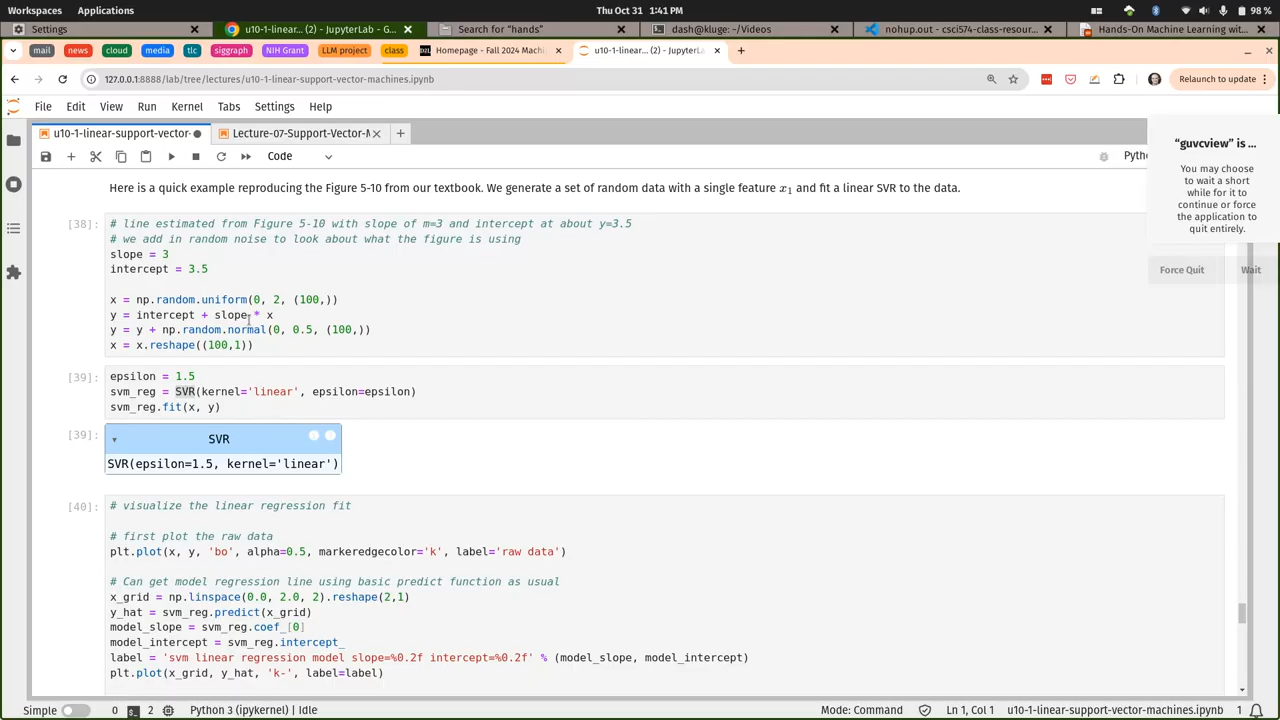 Workspaces Applications Thu Oct 31 1:41 PM 98 %
Settings u10-1-linear... (2) - JupyterLab - G... Search for "hands" dash@kluge: ~/Videos nohup.out - csci574-class-resour... Hands-On Machine Learning wit...
mail news cloud media tlc siggraph NIH Grant LLM project class Homepage - Fall 2024 Machin u10-1-linear... (2) - JupyterL
127.0.0.1:8888/lab/tree/lectures/u10-1-linear-support-vector-machines.ipynb Relaunch to update
File Edit View Run Kernel Tabs Settings Help
u10-1-linear-support-vector- Lecture-07-Support-Vector-M
Code Pyth
"guvcview" is ...
You may choose
to wait a short
while for it to
continue or force
the application to
quit entirely.
Force Quit Wait
Here is a quick example reproducing the Figure 5-10 from our textbook. We generate a set of random data with a single feature x₁ and fit a linear SVR to the data.
[38]: # line estimated from Figure 5-10 with slope of m=3 and intercept at about y=3.5
# we add in random noise to look about what the figure is using
slope = 3
intercept = 3.5
x = np.random.uniform(0, 2, (100,))
y = intercept + slope * x
y = y + np.random.normal(0, 0.5, (100,))
x = x.reshape((100,1))
[39]: epsilon = 1.5
svm_reg = SVR(kernel='linear', epsilon=epsilon)
svm_reg.fit(x, y)
[39]: SVR
SVR(epsilon=1.5, kernel='linear')
[40]: # visualize the linear regression fit
# first plot the raw data
plt.plot(x, y, 'bo', alpha=0.5, markeredgecolor='k', label='raw data')
# Can get model regression line using basic predict function as usual
x_grid = np.linspace(0.0, 2.0, 2).reshape(2,1)
y_hat = svm_reg.predict(x_grid)
model_slope = svm_reg.coef_[0]
model_intercept = svm_reg.intercept_
label = 'svm linear regression model slope=%0.2f intercept=%0.2f' % (model_slope, model_intercept)
plt.plot(x_grid, y_hat, 'k-', label=label)
Simple 0 2 Python 3 (ipykernel) | Idle Mode: Command Ln 1, Col 1 u10-1-linear-support-vector-machines.ipynb 1